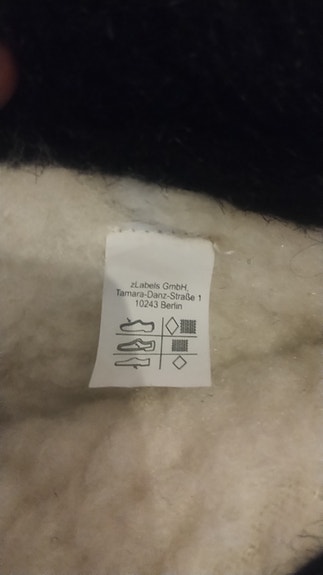 zLabels GmbH,
Tamara-Danz-Straße 1
10243 Berlin